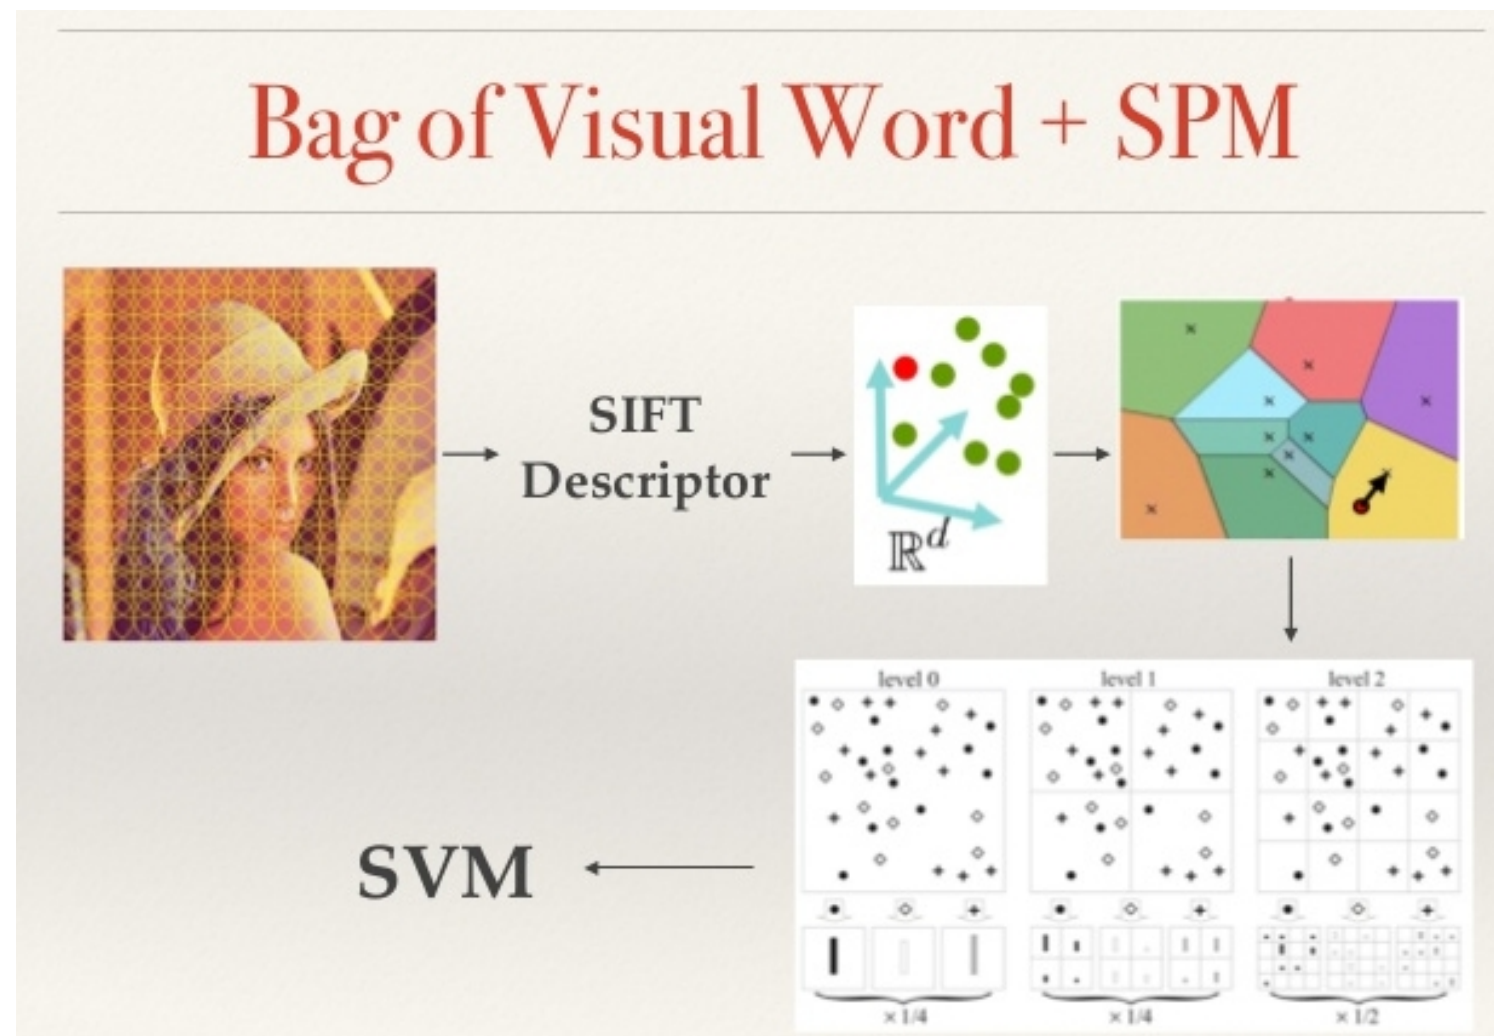 Bag of Visual Word + SPM
SIFT
Descriptor
ℝᵈ
level 0
level 1
level 2
× 1/4
× 1/4
× 1/2
SVM